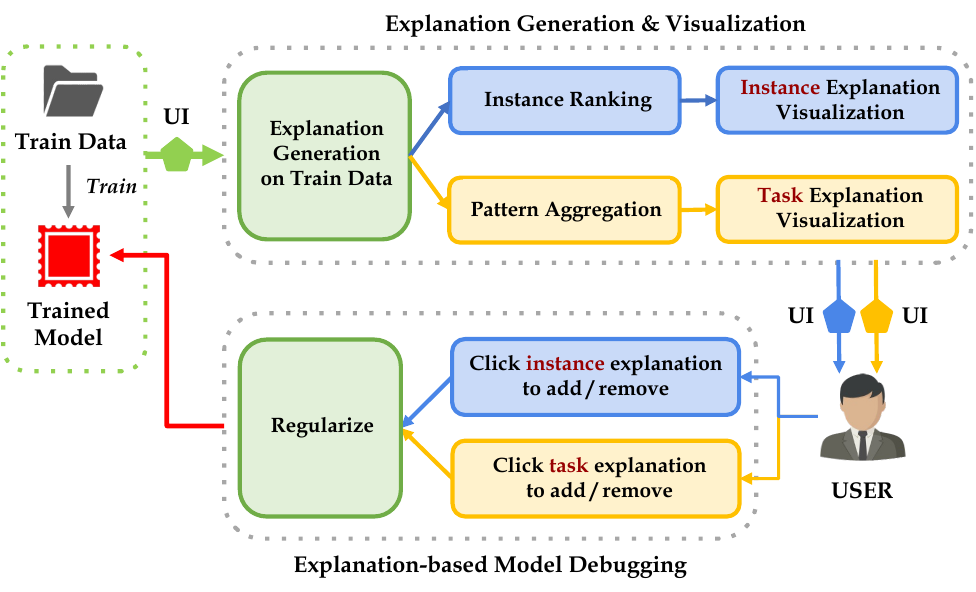 Explanation Generation & Visualization
Train Data
Train
Trained
Model
UI
Explanation
Generation
on Train Data
Instance Ranking
Instance Explanation
Visualization
Pattern Aggregation
Task Explanation
Visualization
UI
UI
USER
Click instance explanation
to add / remove
Click task explanation
to add / remove
Regularize
Explanation-based Model Debugging